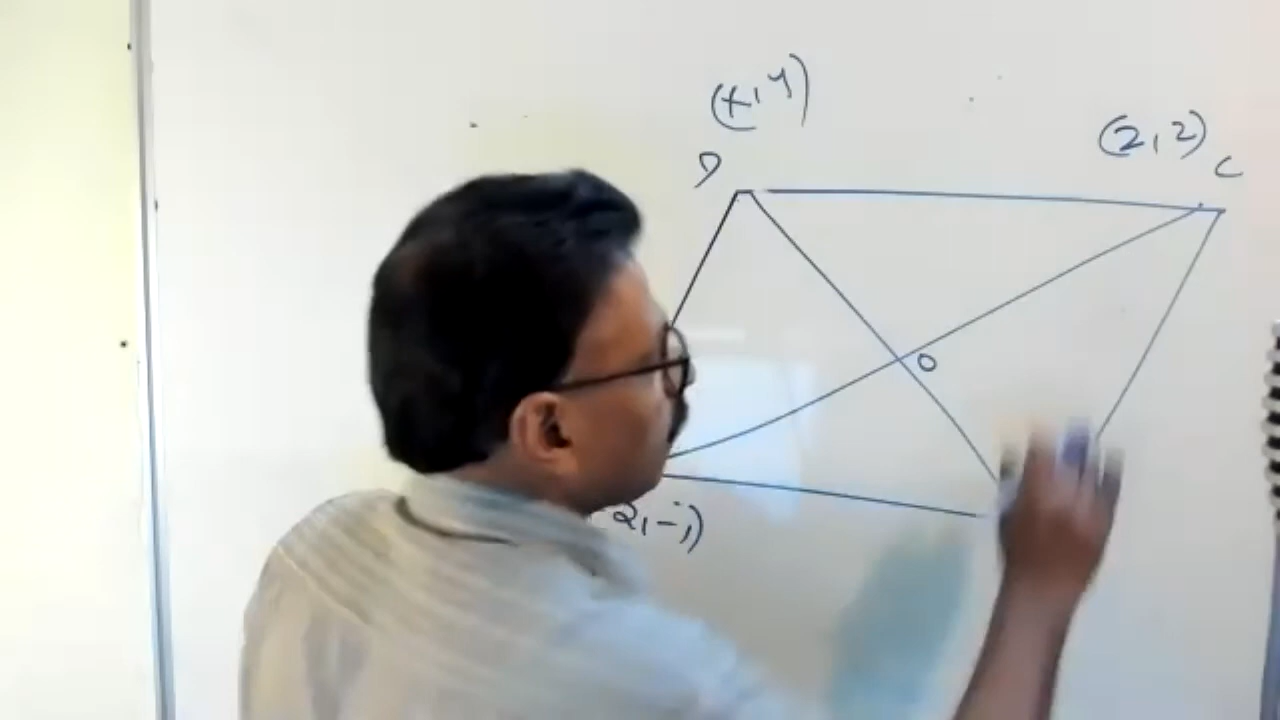 (x, y)
(2, 2)
D
C
O
2, -1)